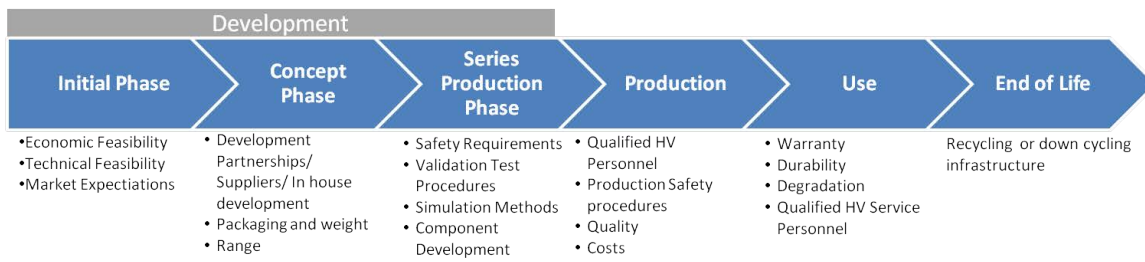 Development
Initial Phase
Concept
Phase
Series
Production
Phase
Production
Use
End of Life
•Economic Feasibility
•Technical Feasibility
•Market Expectiations
• Development
Partnerships/
Suppliers/ In house
development
• Packaging and weight
• Range
• Safety Requirements
• Validation Test
Procedures
• Simulation Methods
• Component
Development
• Qualified HV
Personnel
• Production Safety
procedures
• Quality
• Costs
• Warranty
• Durability
• Degradation
• Qualified HV Service
Personnel
Recycling or down cycling
infrastructure